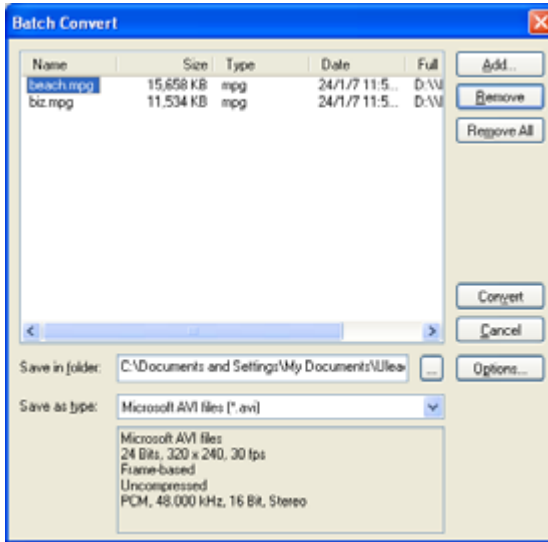 Batch Convert
Name Size Type Date Full
beach.mpg 15,658 KB mpg 24/1/7 11:5... D:\\I
biz.mpg 11,534 KB mpg 24/1/7 11:5... D:\\I
Add...
Remove
Remove All
Convert
Cancel
Save in folder: C:\Documents and Settings\My Documents\Ulea ... Options...
Save as type: Microsoft AVI files (*.avi)
Microsoft AVI files
24 Bits, 320 x 240, 30 fps
Frame-based
Uncompressed
PCM, 48.000 kHz, 16 Bit, Stereo